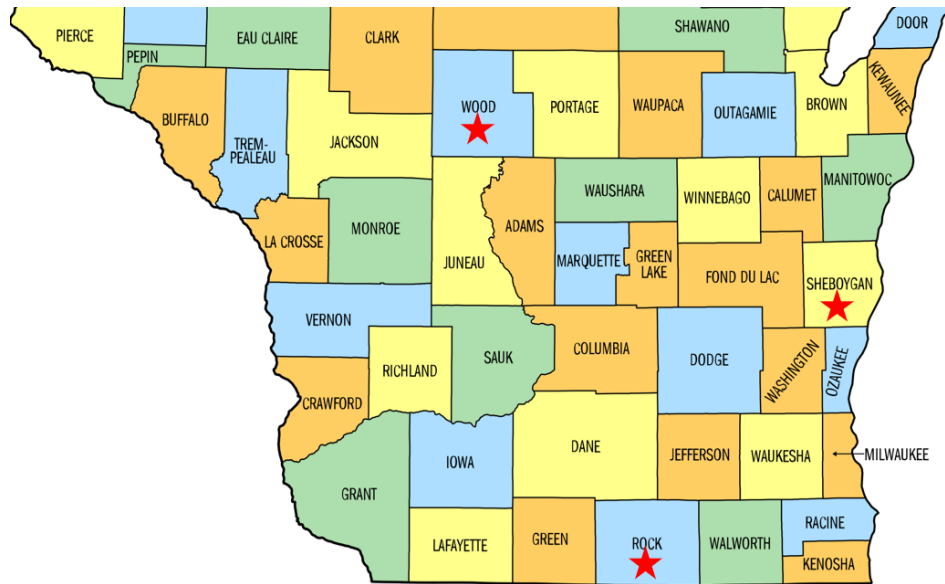 PIERCE
EAU CLAIRE
CLARK
SHAWANO
DOOR
PEPIN
KEWAUNEE
BUFFALO
TREM-
PEALEAU
JACKSON
WOOD
PORTAGE
WAUPACA
OUTAGAMIE
BROWN
MONROE
LA CROSSE
JUNEAU
ADAMS
WAUSHARA
WINNEBAGO
CALUMET
MANITOWOC
MARQUETTE
GREEN
LAKE
FOND DU LAC
SHEBOYGAN
VERNON
RICHLAND
SAUK
COLUMBIA
DODGE
WASHINGTON
OZAUKEE
CRAWFORD
GRANT
IOWA
DANE
JEFFERSON
WAUKESHA
MILWAUKEE
LAFAYETTE
GREEN
ROCK
WALWORTH
RACINE
KENOSHA